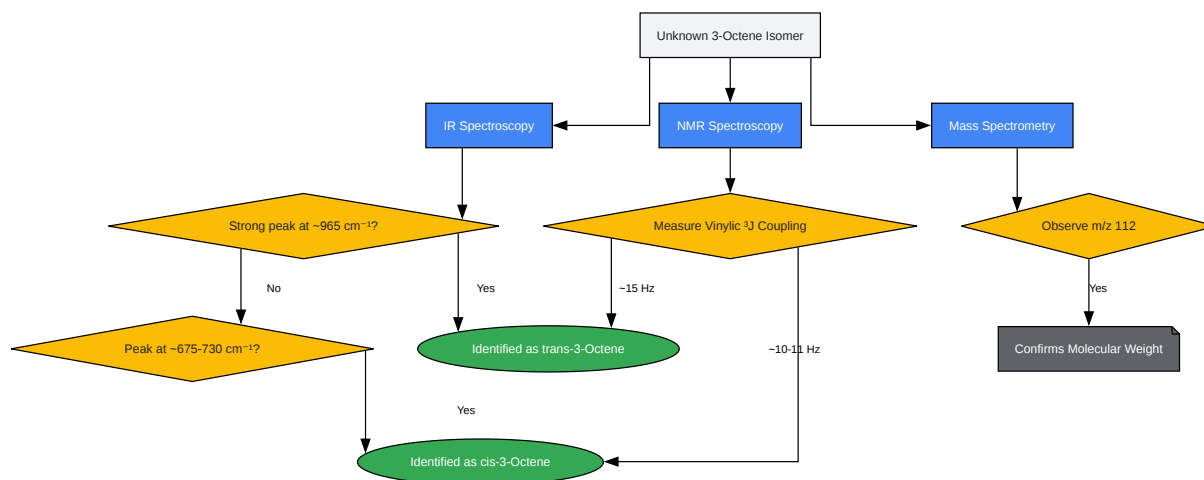 Unknown 3-Octene Isomer
IR Spectroscopy
NMR Spectroscopy
Mass Spectrometry
Strong peak at ~965 cm⁻¹?
Measure Vinylic ³J Coupling
Observe m/z 112
No
Yes
~15 Hz
Yes
Peak at ~675-730 cm⁻¹?
Identified as trans-3-Octene
~10-11 Hz
Confirms Molecular Weight
Yes
Identified as cis-3-Octene